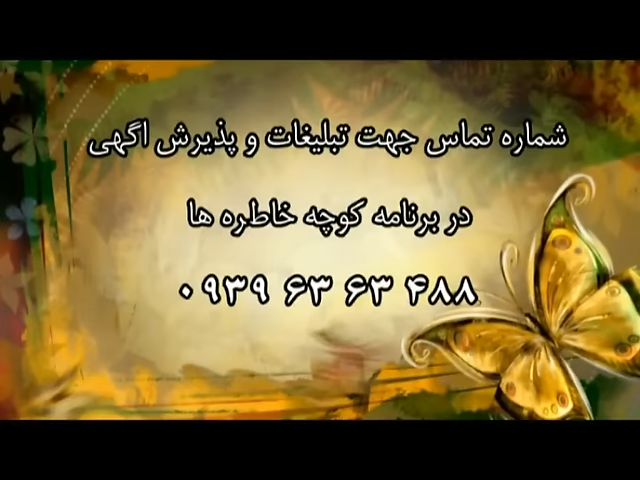 شماره تماس جهت تبلیغات و پذیرش اگهی
در برنامه کوچه خاطره ها
۰۹۳۹ ۶۳ ۶۳ ۴۸۸